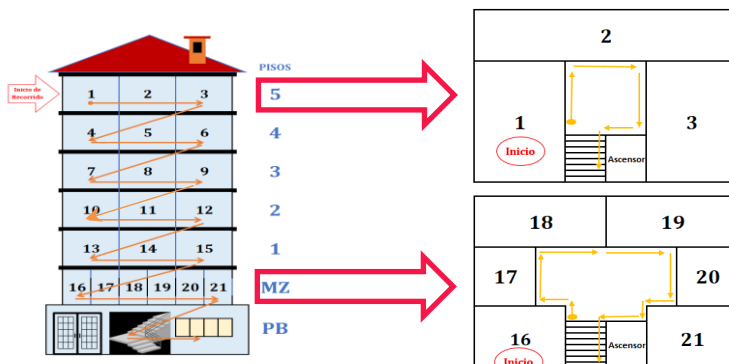 PISOS
Inicio de
Recorrido
1 2 3
5
4 5 6
4
7 8 9
3
10 11 12
2
13 14 15
1
16 17 18 19 20 21
MZ
PB
2
1
3
Inicio
Ascensor
18 19
17 20
16 21
Inicio
Ascensor